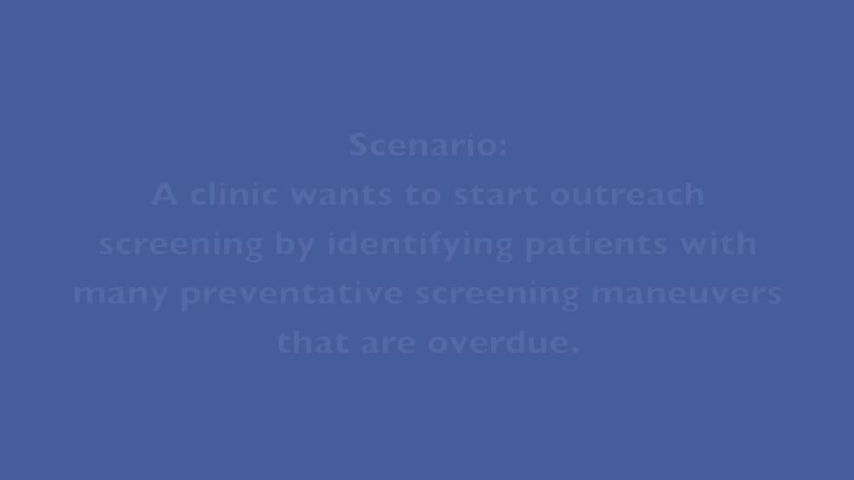 Scenario:
A clinic wants to start outreach
screening by identifying patients with
many preventative screening maneuvers
that are overdue.